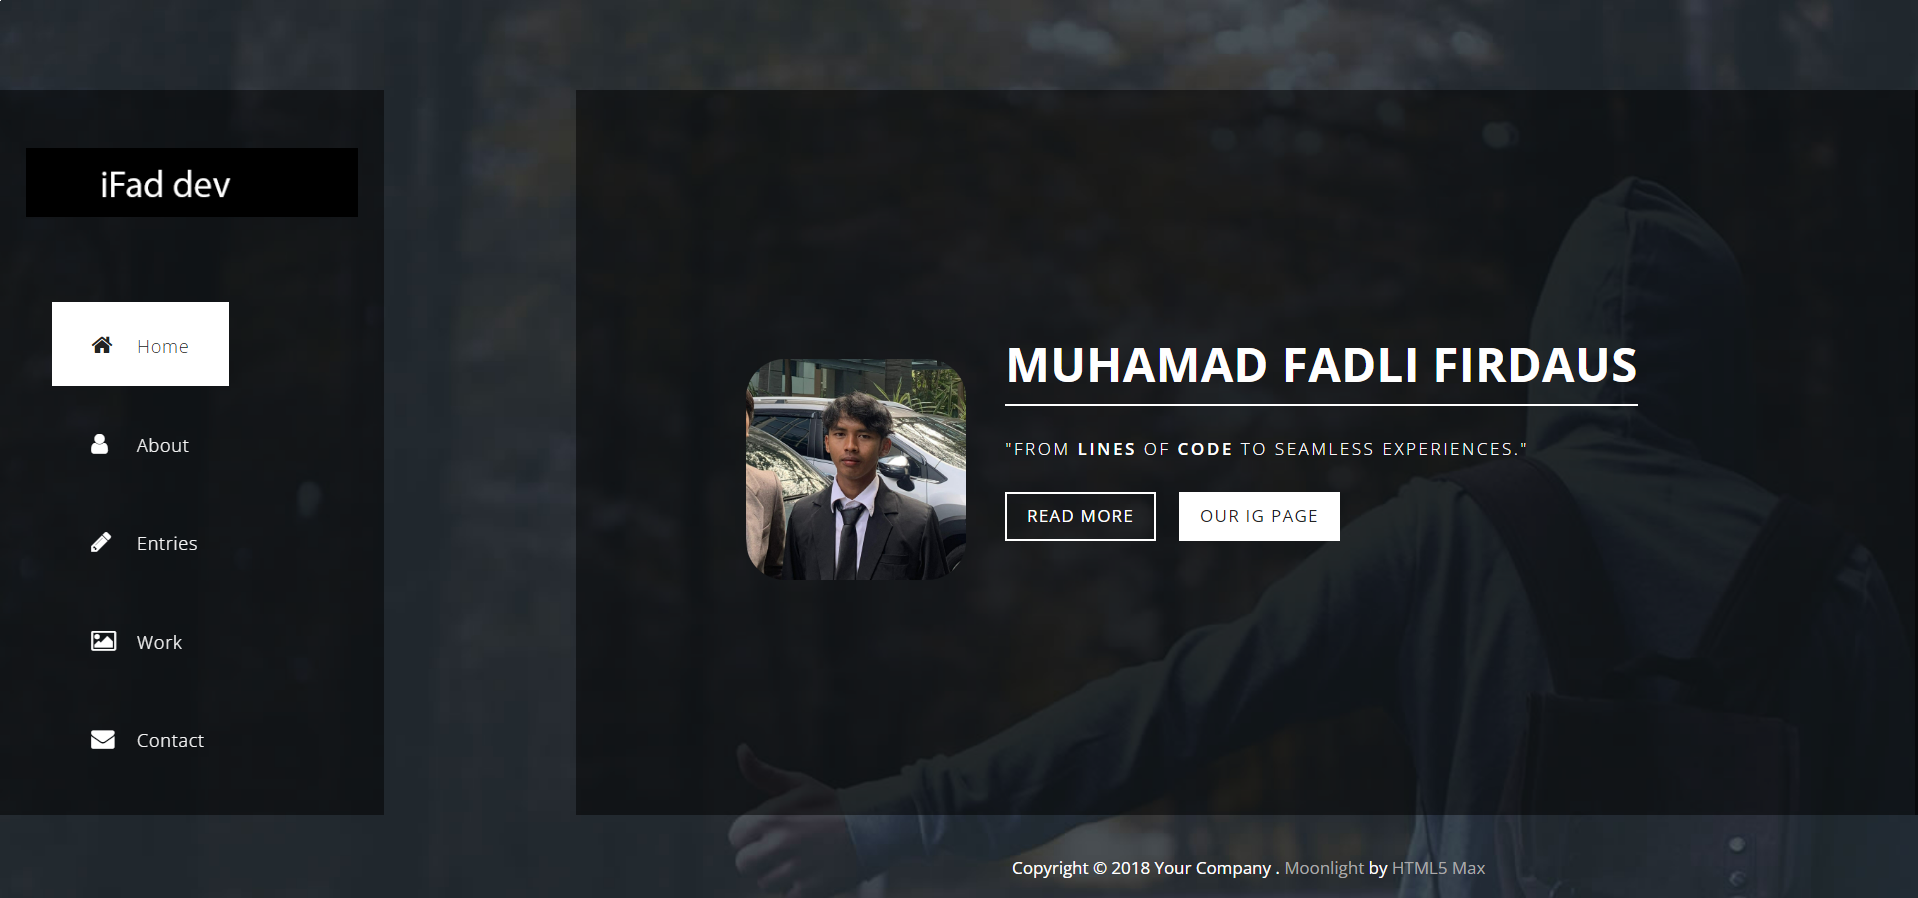 iFad dev
Home
About
Entries
Work
Contact
MUHAMAD FADLI FIRDAUS
"FROM LINES OF CODE TO SEAMLESS EXPERIENCES."
READ MORE
OUR IG PAGE
Copyright © 2018 Your Company . Moonlight by HTML5 Max